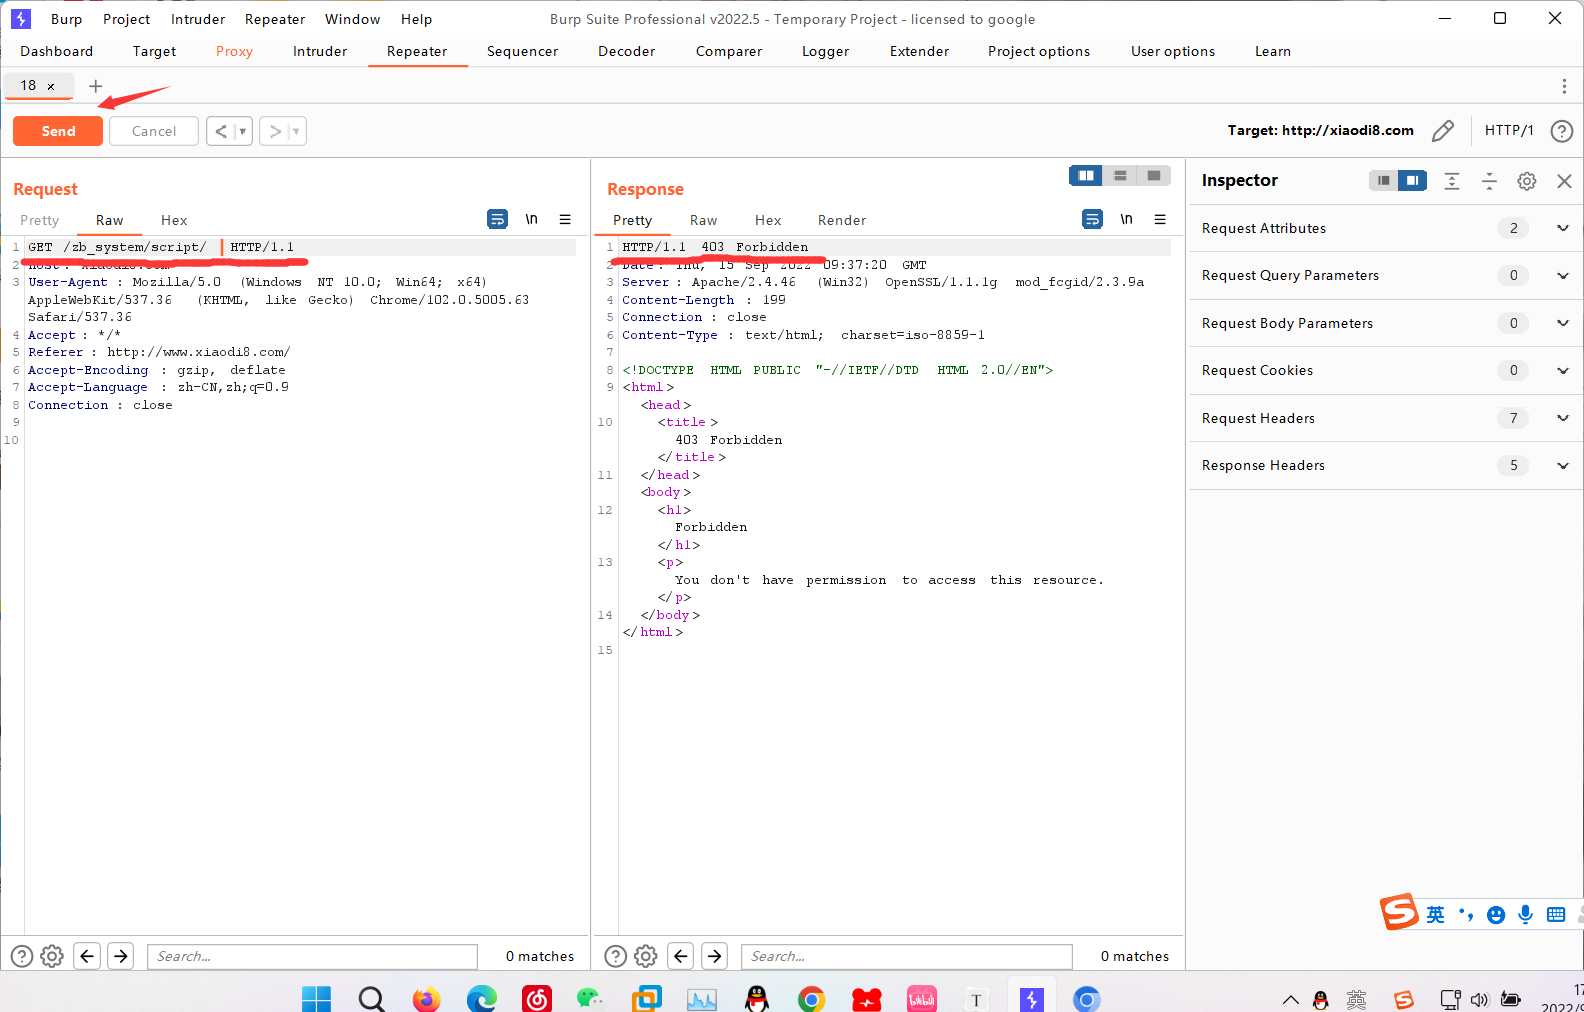 Burp Project Intruder Repeater Window Help Burp Suite Professional v2022.5 - Temporary Project - licensed to google
Dashboard Target Proxy Intruder Repeater Sequencer Decoder Comparer Logger Extender Project options User options Learn
18 ×
Send Cancel < > Target: http://xiaodi8.com HTTP/1 ?
Request
Pretty Raw Hex \n
1 GET /zb_system/script/ HTTP/1.1
2 Host: xiaodi8.com
3 User-Agent: Mozilla/5.0 (Windows NT 10.0; Win64; x64)
AppleWebKit/537.36 (KHTML, like Gecko) Chrome/102.0.5005.63
Safari/537.36
4 Accept: */*
5 Referer: http://www.xiaodi8.com/
6 Accept-Encoding: gzip, deflate
7 Accept-Language: zh-CN,zh;q=0.9
8 Connection: close
9
10
Response
Pretty Raw Hex Render \n
1 HTTP/1.1 403 Forbidden
2 Date: Thu, 15 Sep 2022 09:37:20 GMT
3 Server: Apache/2.4.46 (Win32) OpenSSL/1.1.1g mod_fcgid/2.3.9a
4 Content-Length: 199
5 Connection: close
6 Content-Type: text/html; charset=iso-8859-1
7
8 <!DOCTYPE HTML PUBLIC "-//IETF//DTD HTML 2.0//EN">
9 <html>
<head>
10 <title>
403 Forbidden
</title>
11 </head>
<body>
12 <h1>
Forbidden
</h1>
13 <p>
You don't have permission to access this resource.
</p>
14 </body>
</html>
15
Inspector
Request Attributes 2
Request Query Parameters 0
Request Body Parameters 0
Request Cookies 0
Request Headers 7
Response Headers 5
S 英
? Search... 0 matches
? Search... 0 matches
bilibili T 英 S 17
2022/9